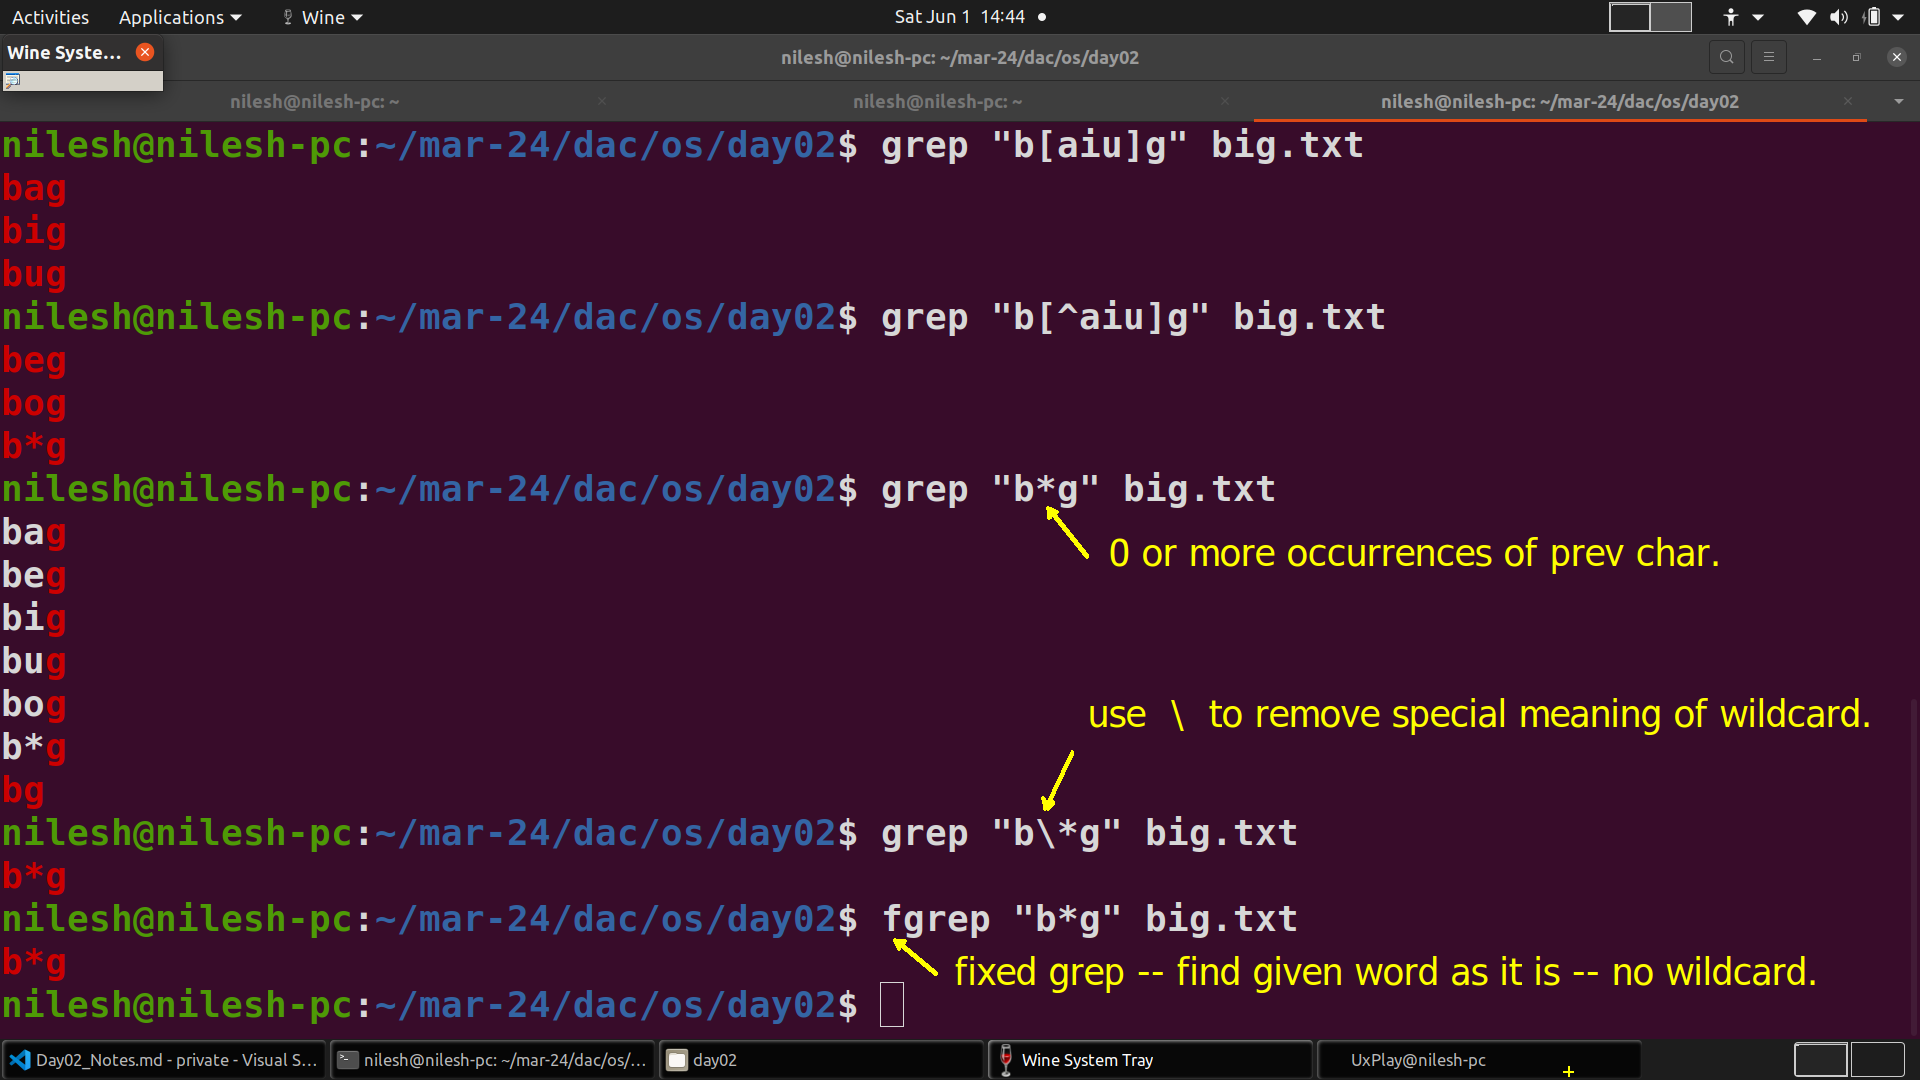 Activities Applications Wine Sat Jun 1 14:44
Wine Syste...
nilesh@nilesh-pc: ~/mar-24/dac/os/day02
nilesh@nilesh-pc: ~ nilesh@nilesh-pc: ~ nilesh@nilesh-pc: ~/mar-24/dac/os/day02
nilesh@nilesh-pc:~/mar-24/dac/os/day02$ grep "b[aiu]g" big.txt
bag
big
bug
nilesh@nilesh-pc:~/mar-24/dac/os/day02$ grep "b[^aiu]g" big.txt
beg
bog
b*g
nilesh@nilesh-pc:~/mar-24/dac/os/day02$ grep "b*g" big.txt
bag
0 or more occurrences of prev char.
beg
big
bug
bog
use \ to remove special meaning of wildcard.
b*g
bg
nilesh@nilesh-pc:~/mar-24/dac/os/day02$ grep "b\*g" big.txt
b*g
nilesh@nilesh-pc:~/mar-24/dac/os/day02$ fgrep "b*g" big.txt
b*g
fixed grep -- find given word as it is -- no wildcard.
nilesh@nilesh-pc:~/mar-24/dac/os/day02$
Day02_Notes.md - private - Visual S... nilesh@nilesh-pc: ~/mar-24/dac/os/... day02 Wine System Tray UxPlay@nilesh-pc